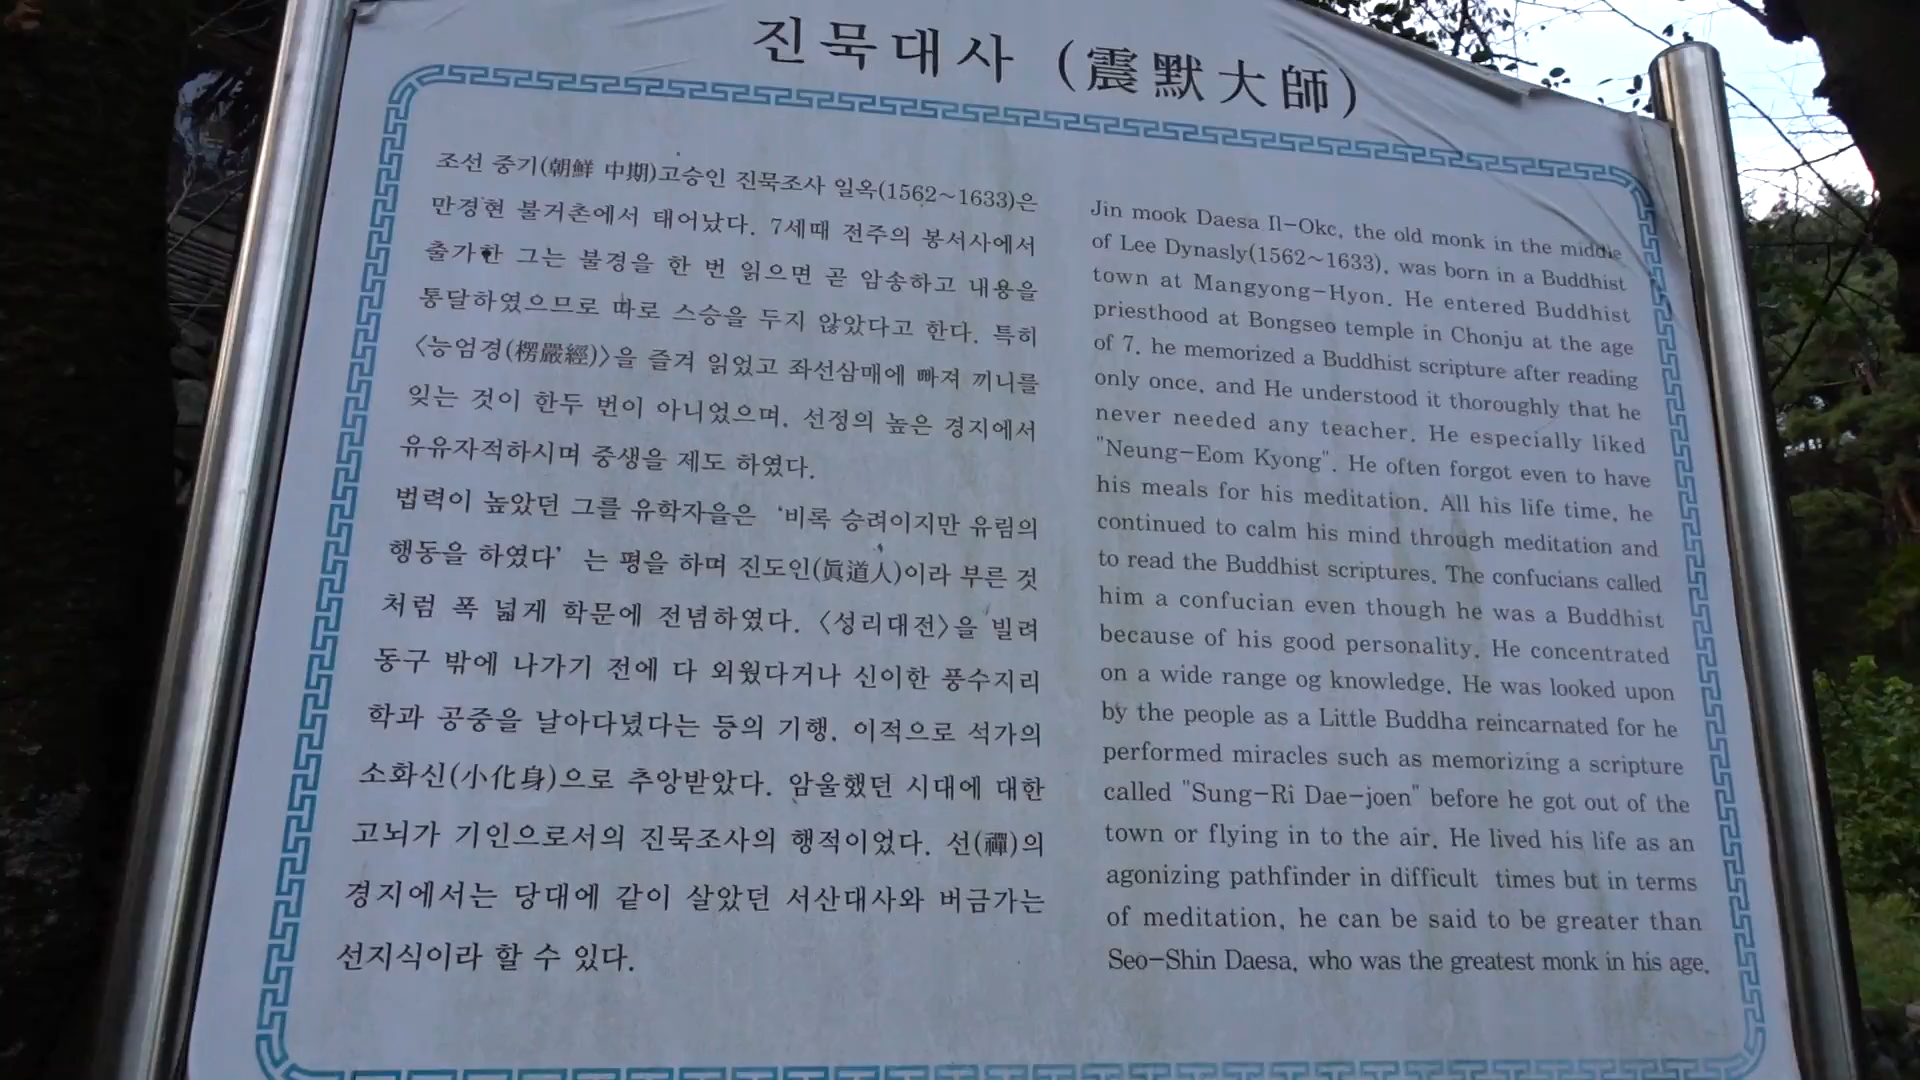 진묵대사 (震默大師)
조선 중기(朝鮮 中期)고승인 진묵조사 일옥(1562~1633)은
만경현 불거촌에서 태어났다. 7세때 전주의 봉서사에서
출가한 그는 불경을 한 번 읽으면 곧 암송하고 내용을
통달하였으므로 따로 스승을 두지 않았다고 한다. 특히
〈능엄경(楞嚴經)〉을 즐겨 읽었고 좌선삼매에 빠져 끼니를
잊는 것이 한두 번이 아니었으며. 선정의 높은 경지에서
유유자적하시며 중생을 제도 하였다.
법력이 높았던 그를 유학자을은 ‘비록 승려이지만 유림의
행동을 하였다’ 는 평을 하며 진도인(眞道人)이라 부른 것
처럼 폭 넓게 학문에 전념하였다. 〈성리대전〉을 빌려
동구 밖에 나가기 전에 다 외웠다거나 신이한 풍수지리
학과 공중을 날아다녔다는 등의 기행. 이적으로 석가의
소화신(小化身)으로 추앙받았다. 암울했던 시대에 대한
고뇌가 기인으로서의 진묵조사의 행적이었다. 선(禪)의
경지에서는 당대에 같이 살았던 서산대사와 버금가는
선지식이라 할 수 있다.
Jin mook Daesa Il-Okc, the old monk in the middle
of Lee Dynasly(1562~1633), was born in a Buddhist
town at Mangyong-Hyon. He entered Buddhist
priesthood at Bongseo temple in Chonju at the age
of 7. he memorized a Buddhist scripture after reading
only once, and He understood it thoroughly that he
never needed any teacher. He especially liked
"Neung-Eom Kyong". He often forgot even to have
his meals for his meditation. All his life time, he
continued to calm his mind through meditation and
to read the Buddhist scriptures. The confucians called
him a confucian even though he was a Buddhist
because of his good personality. He concentrated
on a wide range og knowledge. He was looked upon
by the people as a Little Buddha reincarnated for he
performed miracles such as memorizing a scripture
called "Sung-Ri Dae-joen" before he got out of the
town or flying in to the air. He lived his life as an
agonizing pathfinder in difficult times but in terms
of meditation, he can be said to be greater than
Seo-Shin Daesa, who was the greatest monk in his age.